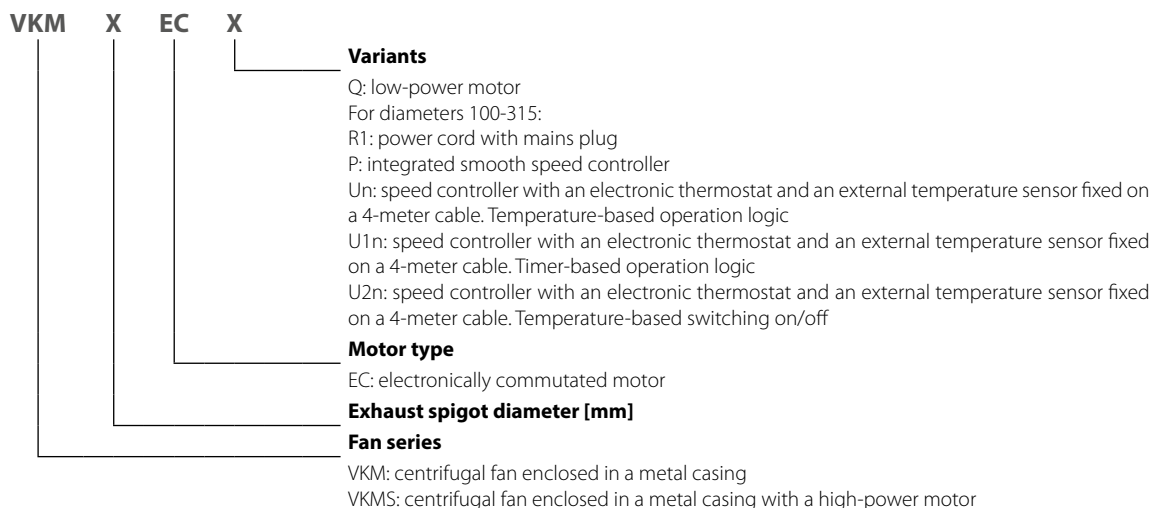 VKM X EC X
Variants
Q: low-power motor
For diameters 100-315:
R1: power cord with mains plug
P: integrated smooth speed controller
Un: speed controller with an electronic thermostat and an external temperature sensor fixed on
a 4-meter cable. Temperature-based operation logic
U1n: speed controller with an electronic thermostat and an external temperature sensor fixed
on a 4-meter cable. Timer-based operation logic
U2n: speed controller with an electronic thermostat and an external temperature sensor fixed
on a 4-meter cable. Temperature-based switching on/off
Motor type
EC: electronically commutated motor
Exhaust spigot diameter [mm]
Fan series
VKM: centrifugal fan enclosed in a metal casing
VKMS: centrifugal fan enclosed in a metal casing with a high-power motor